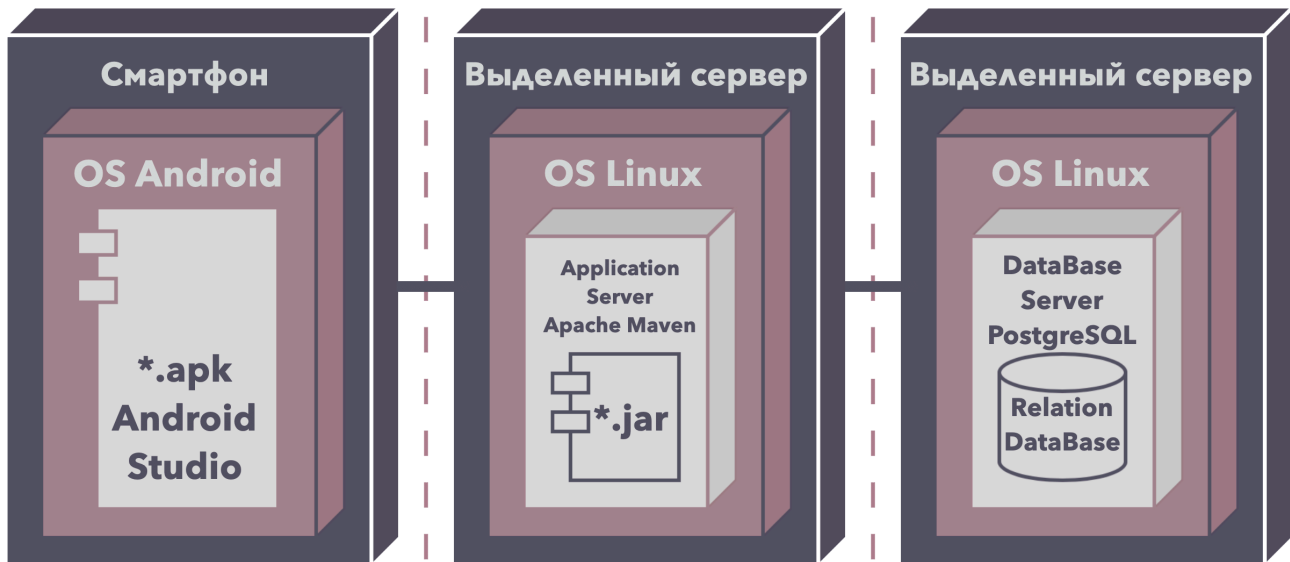 Смартфон
OS Android
*.apk
Android
Studio
Выделенный сервер
OS Linux
Application
Server
Apache Maven
*.jar
Выделенный сервер
OS Linux
DataBase
Server
PostgreSQL
Relation
DataBase